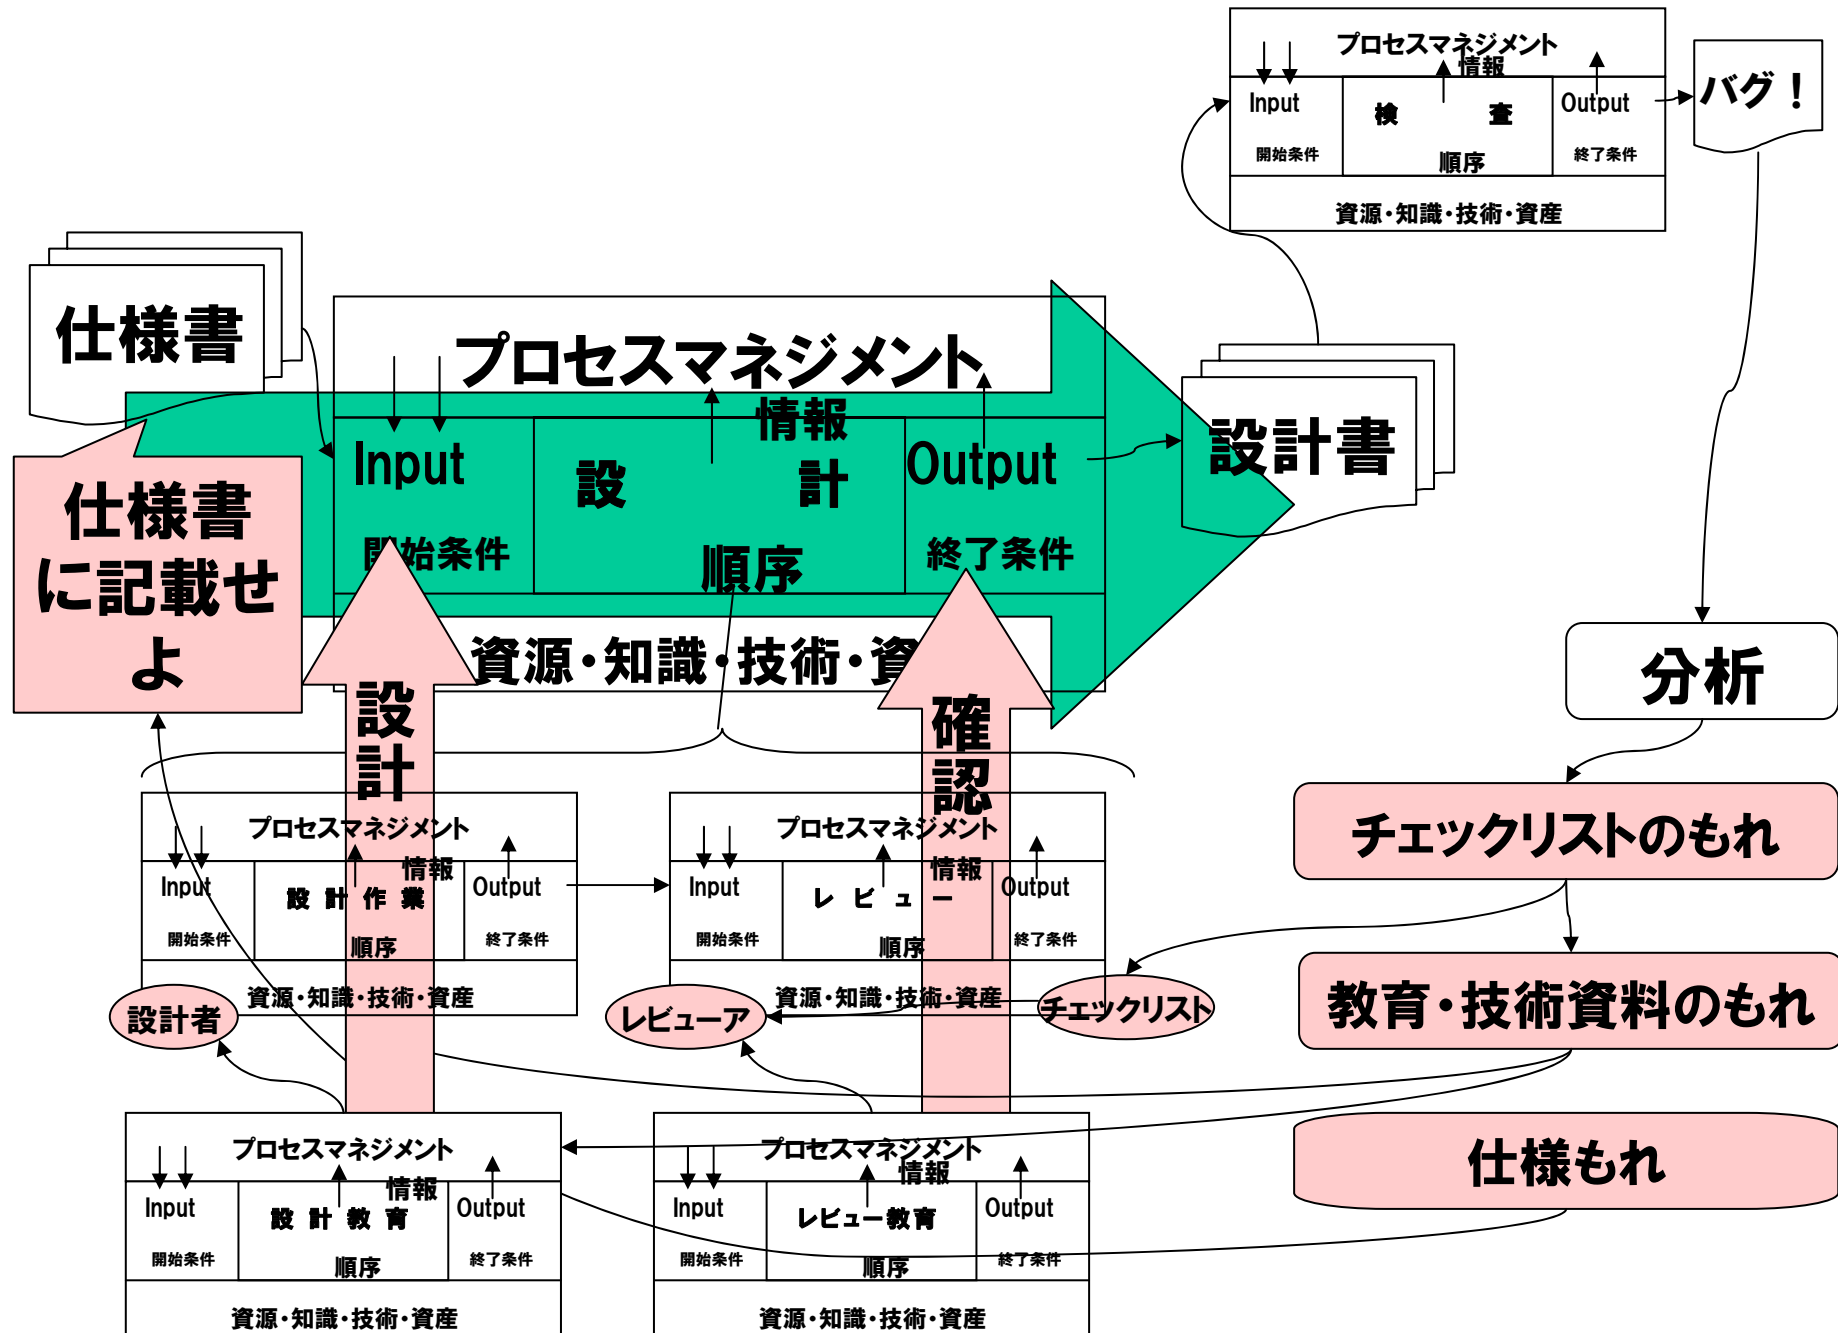 プロセスマネジメント
情報
Input
検査
Output
開始条件
順序
終了条件
資源・知識・技術・資産
バグ！
仕様書
プロセスマネジメント
情報
Input
設計
Output
開始条件
順序
終了条件
資源・知識・技術・資
設計書
仕様書
に記載せ
よ
設計
確認
分析
チェックリストのもれ
教育・技術資料のもれ
仕様もれ
プロセスマネジメント
情報
Input
設計作業
Output
開始条件
順序
終了条件
資源・知識・技術・資産
設計者
プロセスマネジメント
情報
Input
レビュー
Output
開始条件
順序
終了条件
資源・知識・技術・資産
レビューア
チェックリスト
プロセスマネジメント
情報
Input
設計教育
Output
開始条件
順序
終了条件
資源・知識・技術・資産
プロセスマネジメント
情報
Input
レビュー教育
Output
開始条件
順序
終了条件
資源・知識・技術・資産